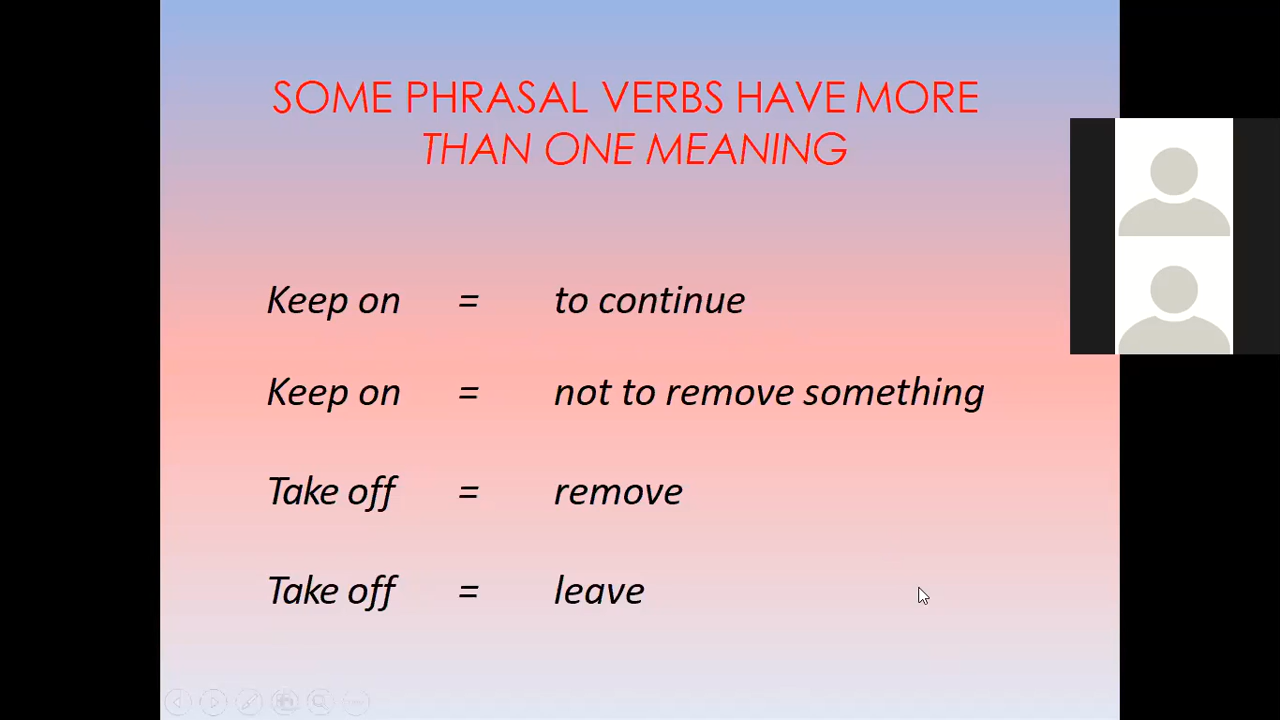 SOME PHRASAL VERBS HAVE MORE
THAN ONE MEANING
Keep on = to continue
Keep on = not to remove something
Take off = remove
Take off = leave